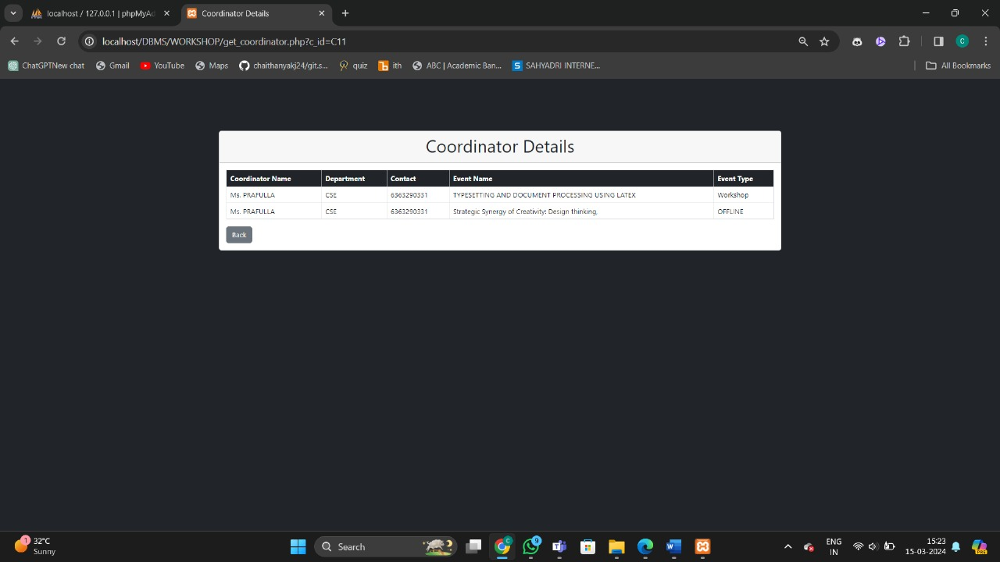 localhost / 127.0.0.1 | phpMyAd
Coordinator Details
localhost/DBMS/WORKSHOP/get_coordinator.php?c_id=C11
C
ChatGPTNew chat
Gmail
YouTube
Maps
chaithanyakj24/git.s...
quiz
ith
ABC | Academic Ban...
S SAHYADRI INTERNE...
All Bookmarks
Coordinator Details
Coordinator Name Department Contact Event Name Event Type
Ms. PRAFULLA CSE 6363290331 TYPESETTING AND DOCUMENT PROCESSING USING LATEX Workshop
Ms. PRAFULLA CSE 6363290331 Strategic Synergy of Creativity: Design thinking, OFFLINE
Back
1
32°C
Sunny
Search
C
9
W
ENG
IN
15:23
15-03-2024
PRE